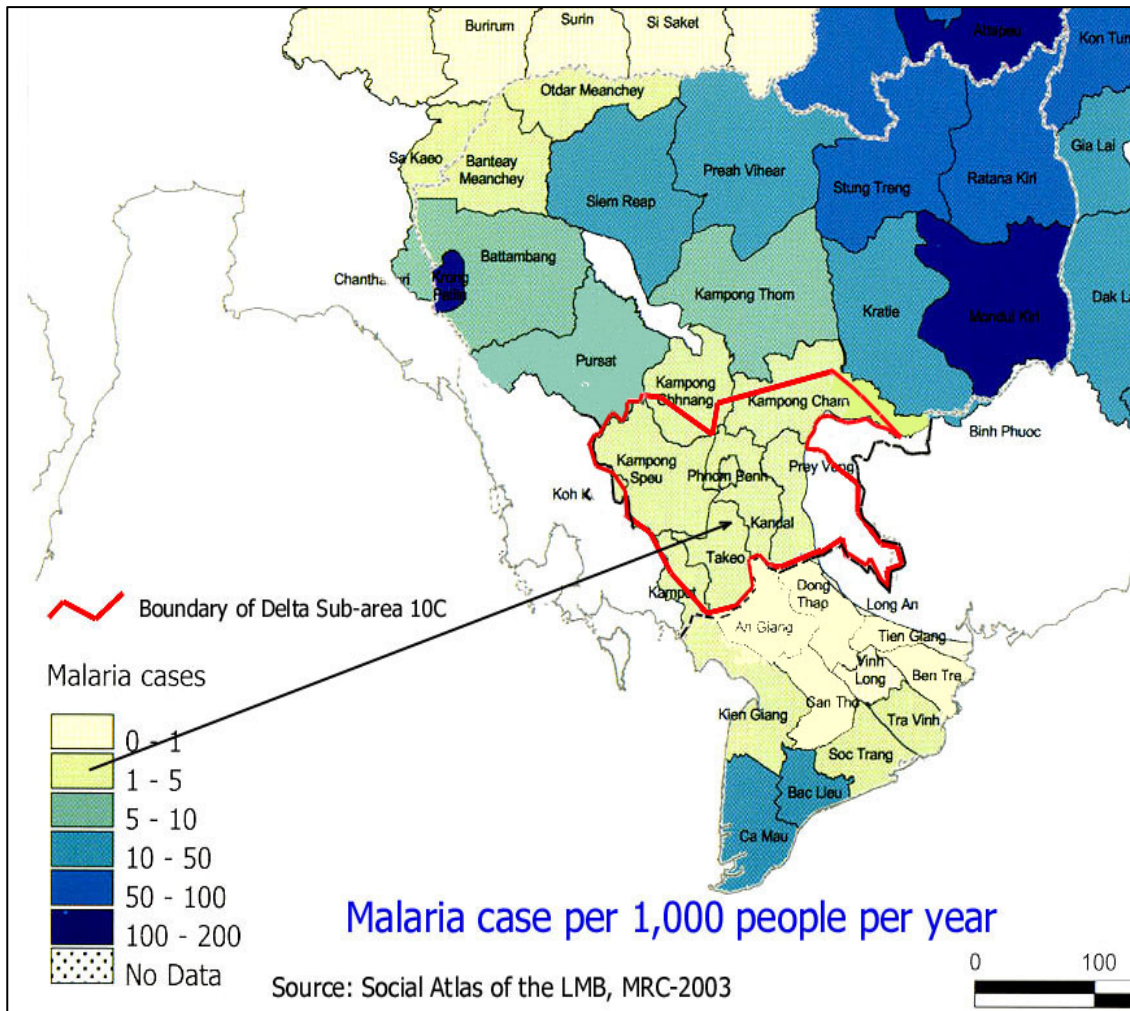 Burirum
Surin
Si Saket
Attapeu
Kon Tum
Otdar Meanchey
Sa Kaeo
Banteay
Meanchey
Siem Reap
Preah Vihear
Stung Treng
Ratana Kiri
Gia Lai
Battambang
Kampong Thom
Kratie
Mondul Kiri
Dak La
Pursat
Kampong
Chhnang
Kampong Cham
Binh Phuoc
Kampong
Speu
Phnom Penh
Prey Veng
Kandal
Takeo
Kampot
Dong
Thap
Long An
Boundary of Delta Sub-area 10C
An Giang
Tien Giang
Vinh
Long
Ben Tre
Can Tho
Tra Vinh
Kien Giang
Soc Trang
Bac Lieu
Ca Mau
Malaria cases
0 - 1
1 - 5
5 - 10
10 - 50
50 - 100
100 - 200
No Data
Malaria case per 1,000 people per year
Source: Social Atlas of the LMB, MRC-2003
0 100